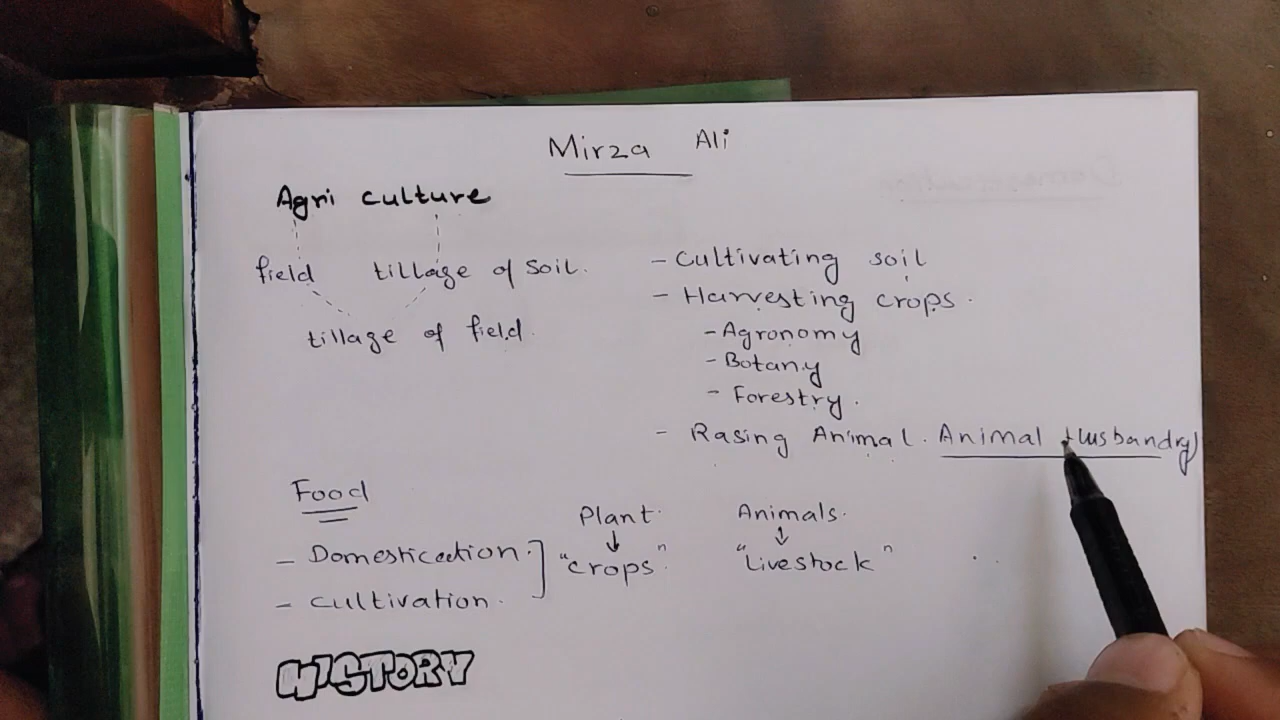 Mirza Ali
Agri culture
field tillage of soil.
tillage of field.
- Cultivating soil
- Harvesting crops.
- Agronomy
- Botany
- Forestry.
- Rasing Animal. Animal Husbandry
Food
- Domestication.
- cultivation.
Plant.
↓
"crops"
Animals.
↓
"Livestock"
HISTORY